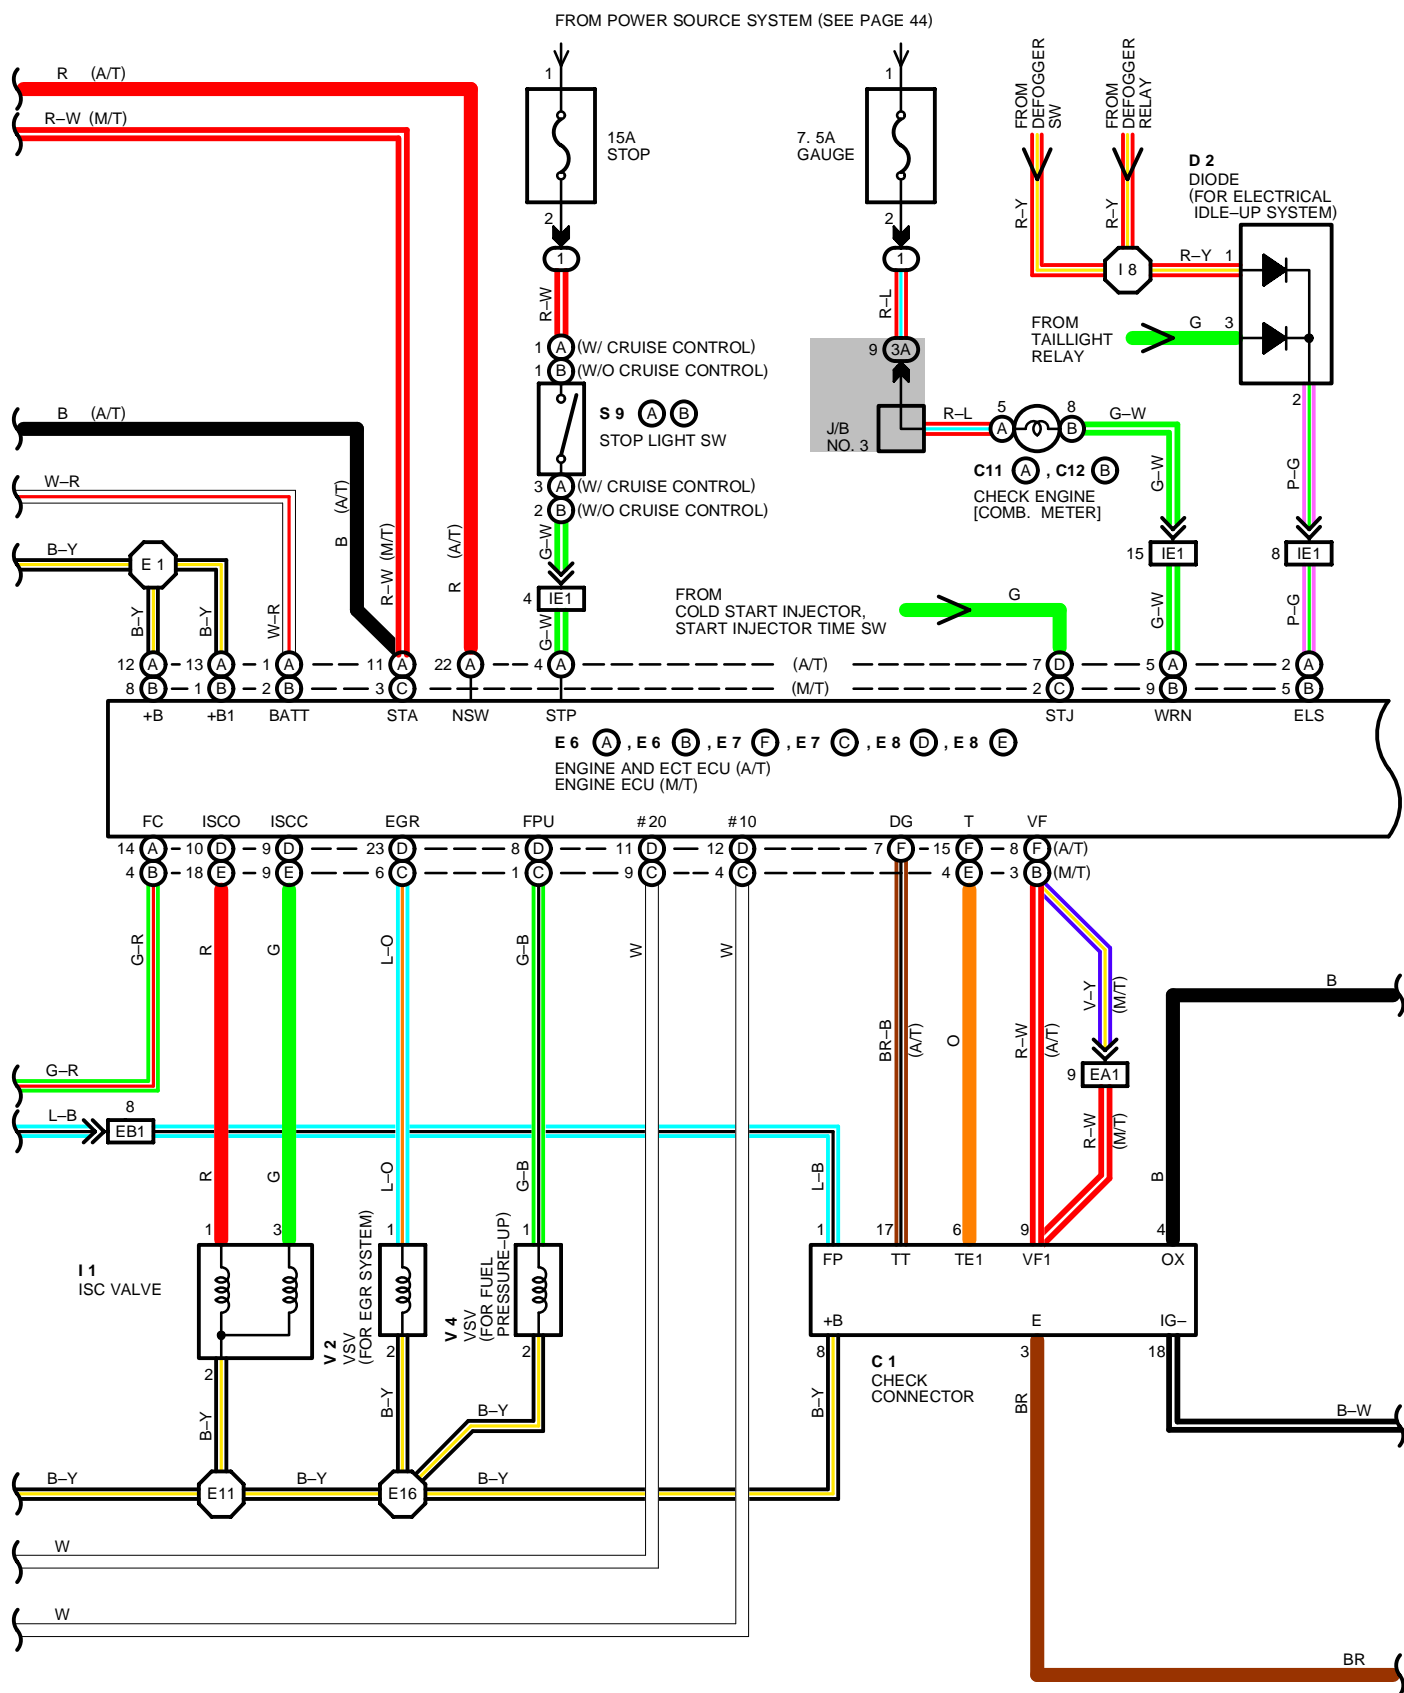 FROM POWER SOURCE SYSTEM (SEE PAGE 44)
R (A/T)
R–W (M/T)
1
15A
STOP
2
1
R–W
1 A (W/ CRUISE CONTROL)
1 B (W/O CRUISE CONTROL)
S 9 A B
STOP LIGHT SW
3 A (W/ CRUISE CONTROL)
2 B (W/O CRUISE CONTROL)
G–W
4 IE1
G–W
1
7. 5A
GAUGE
2
1
R–L
9 3A
J/B
NO. 3
R–L
5
A
8
B
G–W
C11 A , C12 B
CHECK ENGINE
[COMB. METER]
G–W
15 IE1
G–W
FROM
DEFOGGER
SW
FROM
DEFOGGER
RELAY
R–Y
R–Y
I 8
R–Y 1
D 2
DIODE
(FOR ELECTRICAL
IDLE–UP SYSTEM)
FROM
TAILLIGHT
RELAY
G 3
2
P–G
8 IE1
P–G
B (A/T)
W–R
B–Y
E 1
B–Y
B–Y
W–R
B (A/T)
R–W (M/T)
R (A/T)
FROM
COLD START INJECTOR,
START INJECTOR TIME SW
G
12 A 13 A 1 A 11 A 22 A 4 A (A/T) 7 D 5 A 2 A
8 B 1 B 2 B 3 C (M/T) 2 C 9 B 5 B
+B +B1 BATT STA NSW STP STJ WRN ELS
E 6 A , E 6 B , E 7 F , E 7 C , E 8 D , E 8 E
ENGINE AND ECT ECU (A/T)
ENGINE ECU (M/T)
FC ISCO ISCC EGR FPU #20 #10 DG T VF
14 A 10 D 9 D 23 D 8 D 11 D 12 D 7 F 15 F 8 F (A/T)
4 B 18 E 9 E 6 C 1 C 9 C 4 C 4 E 3 B (M/T)
G–R
R
G
L–O
G–B
W
W
BR–B (A/T)
O
R–W (A/T)
V–Y (M/T)
B
9 EA1
R–W (M/T)
G–R
L–B
8
EB1
R
G
L–O
G–B
L–B
B
1 3 1 1
I 1
ISC VALVE
2
V 2
VSV
(FOR EGR SYSTEM)
2
V 4
VSV
(FOR FUEL
PRESSURE–UP)
2
1 17 6 9 4
FP TT TE1 VF1 OX
+B E IG–
8 3 18
C 1
CHECK
CONNECTOR
B–Y
B–Y
B–Y
B–Y
BR
B–W
B–Y
E11
B–Y
E16
B–Y
W
W
BR